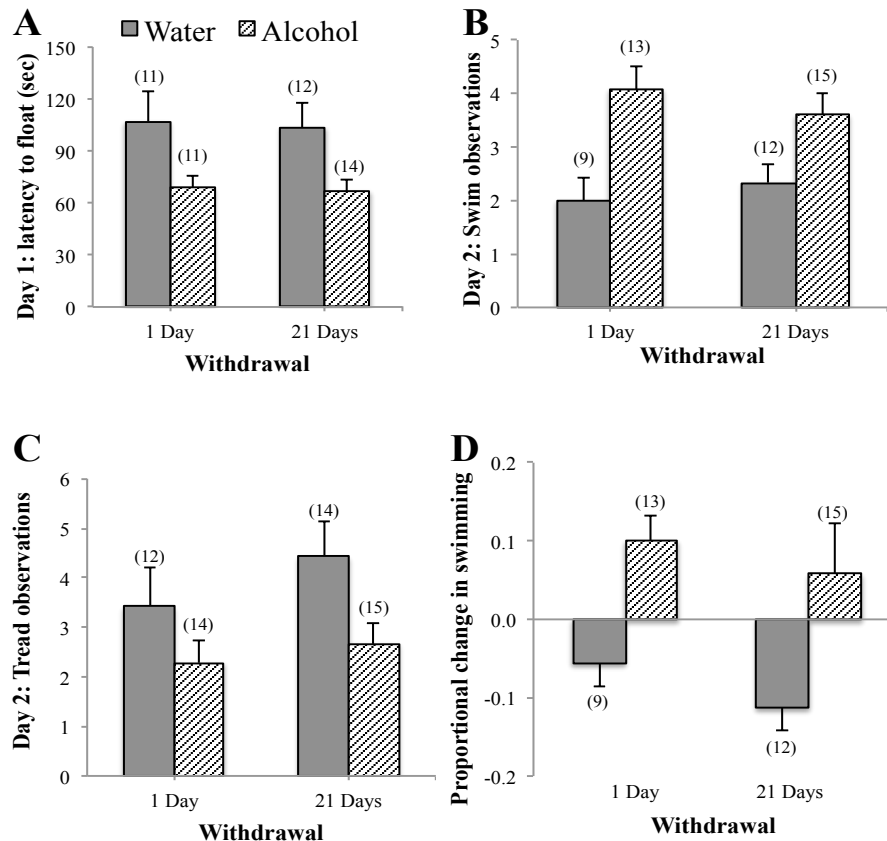 A
Water
Alcohol
Day 1: latency to float (sec)
150
120
90
60
30
0
(11)
(11)
(12)
(14)
1 Day
21 Days
Withdrawal
B
Day 2: Swim observations
5
4
3
2
1
0
(9)
(13)
(12)
(15)
1 Day
21 Days
Withdrawal
C
Day 2: Tread observations
6
5
4
3
2
1
0
(12)
(14)
(14)
(15)
1 Day
21 Days
Withdrawal
D
Proportional change in swimming
0.2
0.1
0.0
-0.1
-0.2
(9)
(13)
(12)
(15)
1 Day
21 Days
Withdrawal